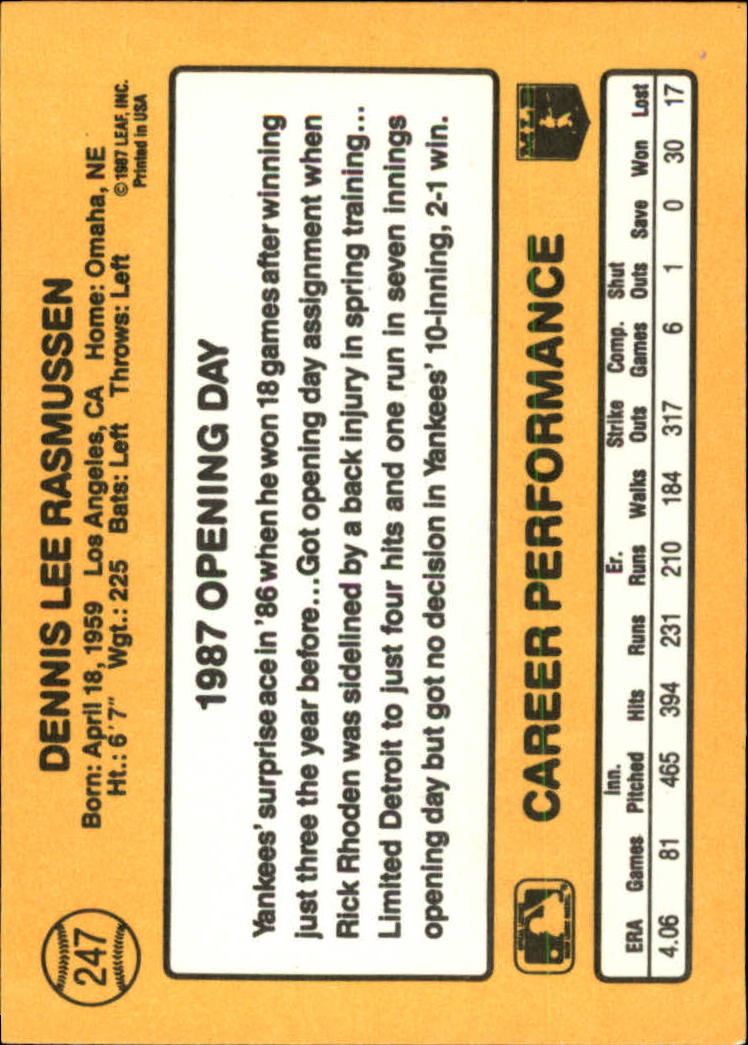 247
DENNIS LEE RASMUSSEN
Born: April 18, 1959 Los Angeles, CA Home: Omaha, NE
Ht.: 6'7" Wgt.: 225 Bats: Left Throws: Left
©1987 LEAF, INC.
Printed in USA
1987 OPENING DAY
Yankees' surprise ace in '86 when he won 18 games after winning
just three the year before...Got opening day assignment when
Rick Rhoden was sidelined by a back injury in spring training...
Limited Detroit to just four hits and one run in seven innings
opening day but got no decision in Yankees' 10-inning, 2-1 win.
CAREER PERFORMANCE
MLB
Inn. Er. Strike Comp. Shut
ERA Games Pitched Hits Runs Runs Walks Outs Games Outs Save Won Lost
4.06 81 465 394 231 210 184 317 6 1 0 30 17